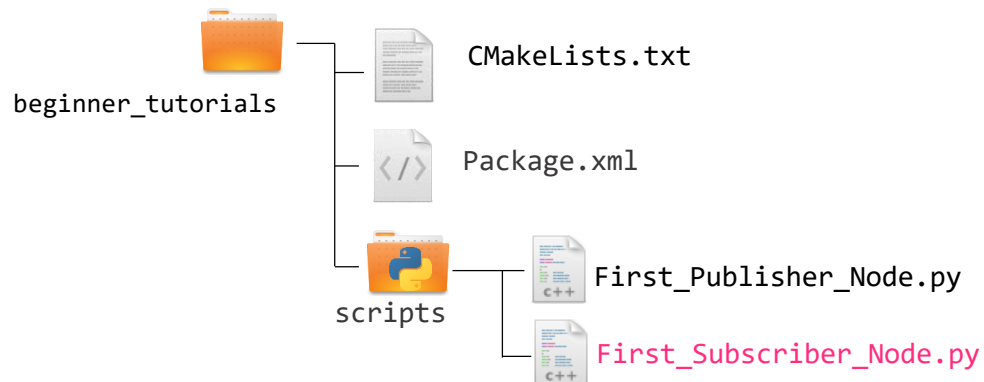 CMakeLists.txt
beginner_tutorials
</>
Package.xml
scripts
c++
First_Publisher_Node.py
c++
First_Subscriber_Node.py